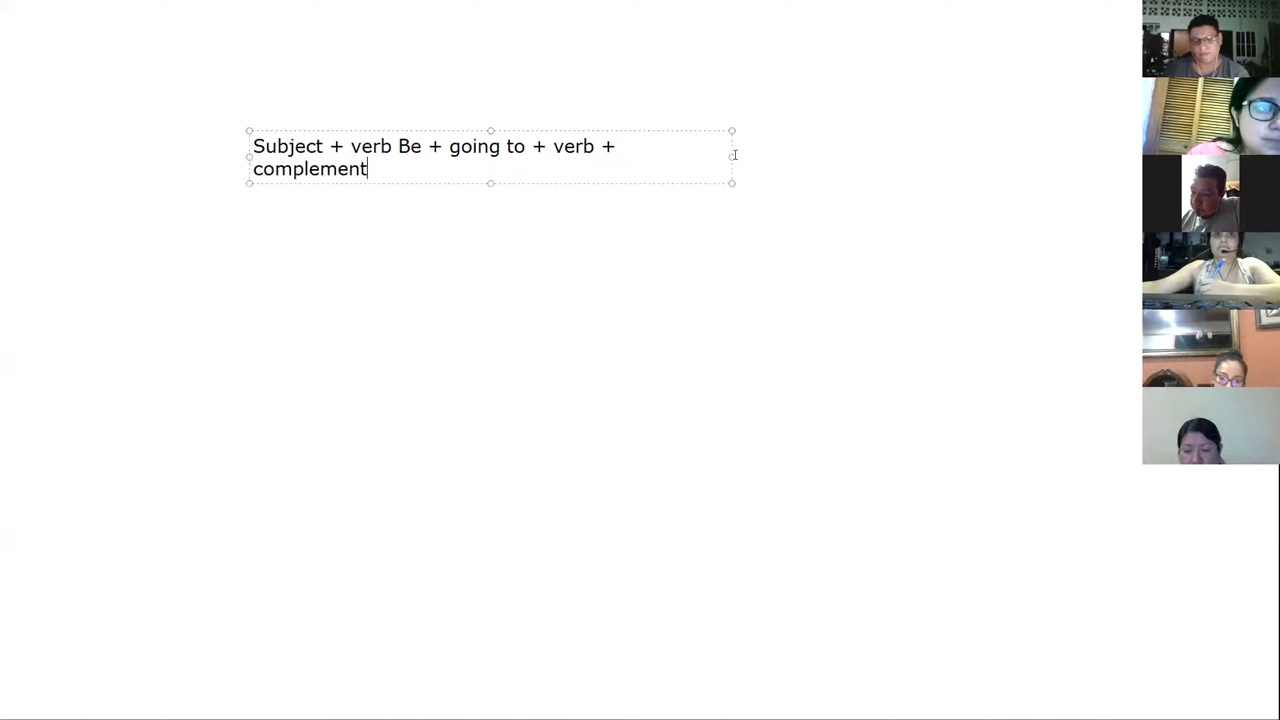 Subject + verb Be + going to + verb +
complement